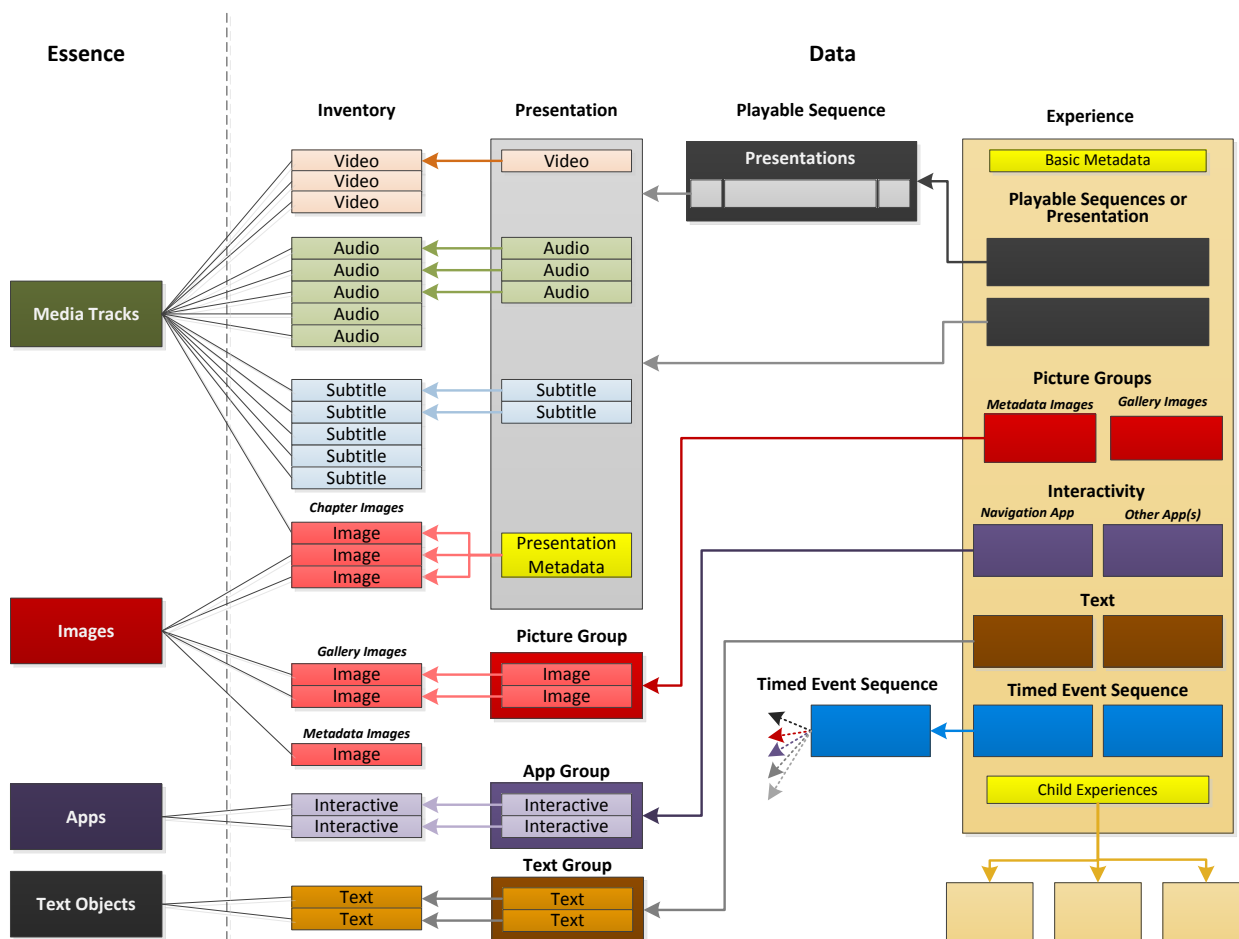 Essence
Data
Inventory
Presentation
Playable Sequence
Experience
Media Tracks
Images
Apps
Text Objects
Video
Video
Video
Audio
Audio
Audio
Audio
Audio
Subtitle
Subtitle
Subtitle
Subtitle
Subtitle
Chapter Images
Image
Image
Image
Gallery Images
Image
Image
Metadata Images
Image
Interactive
Interactive
Text
Text
Video
Audio
Audio
Audio
Subtitle
Subtitle
Presentation
Metadata
Picture Group
Image
Image
App Group
Interactive
Interactive
Text Group
Text
Text
Presentations
Timed Event Sequence
Basic Metadata
Playable Sequences or
Presentation
Picture Groups
Metadata Images
Gallery Images
Interactivity
Navigation App
Other App(s)
Text
Timed Event Sequence
Child Experiences